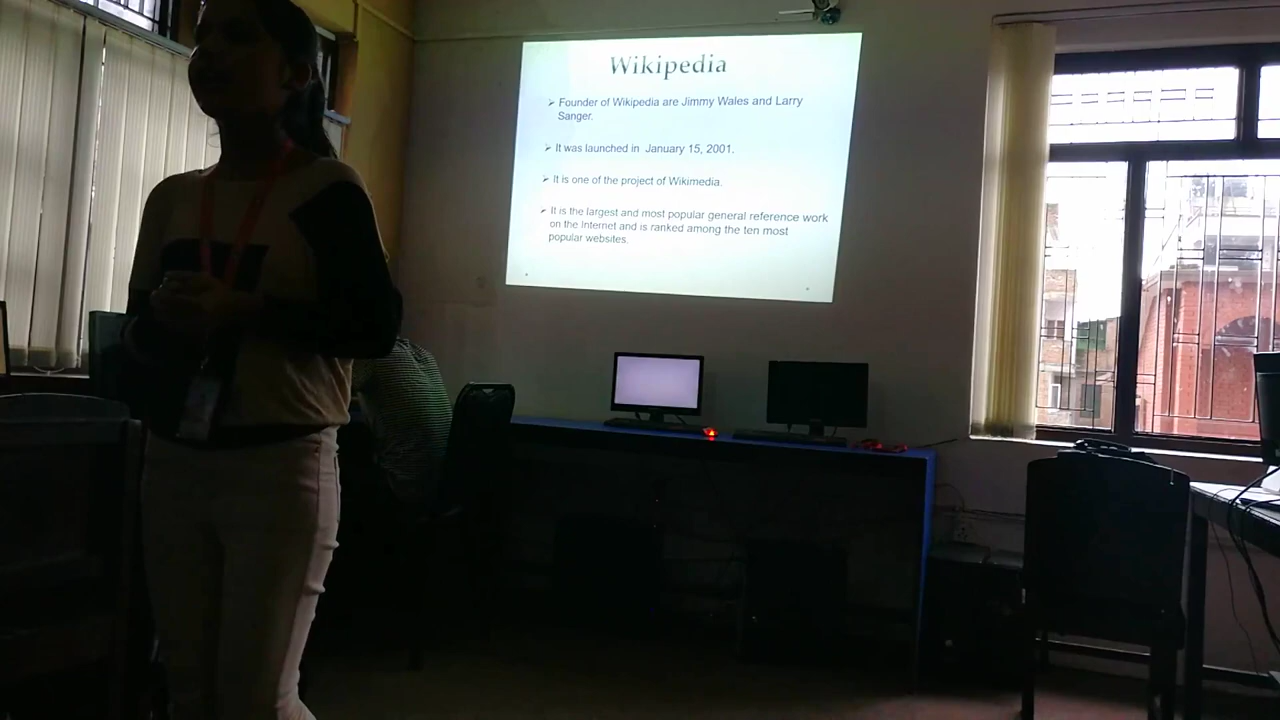 Wikipedia
➢ Founder of Wikipedia are Jimmy Wales and Larry
Sanger.
➢ It was launched in January 15, 2001.
➢ It is one of the project of Wikimedia.
➢ It is the largest and most popular general reference work
on the Internet and is ranked among the ten most
popular websites.